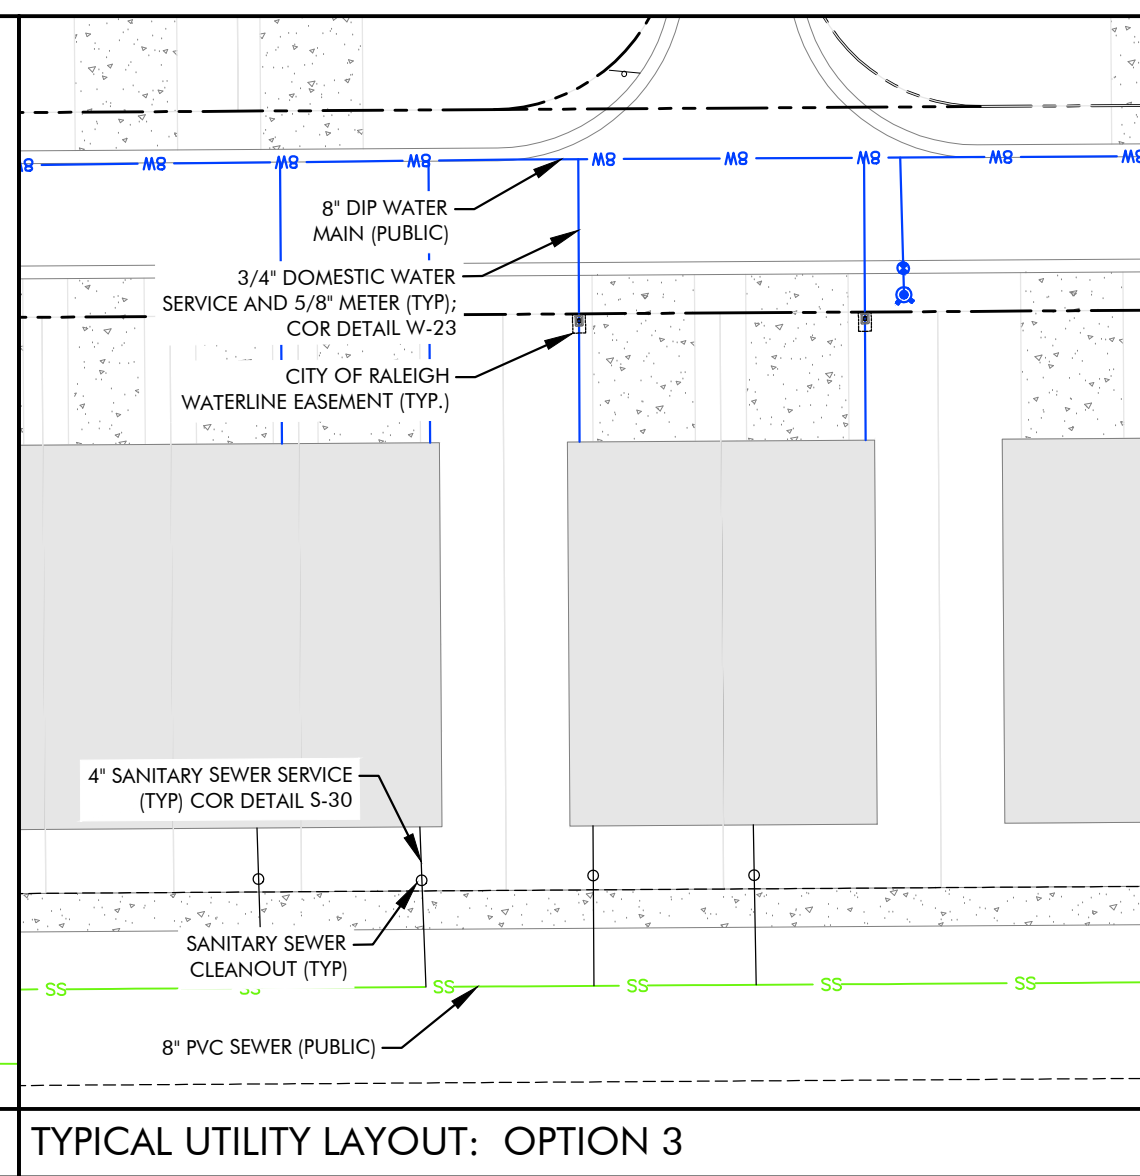 8W 8W 8W 8W 8W 8W 8W 8W 8W
8" DIP WATER
MAIN (PUBLIC)
3/4" DOMESTIC WATER
SERVICE AND 5/8" METER (TYP);
COR DETAIL W-23
CITY OF RALEIGH
WATERLINE EASEMENT (TYP.)
4" SANITARY SEWER SERVICE
(TYP) COR DETAIL S-30
SANITARY SEWER
CLEANOUT (TYP)
SS SS SS SS SS SS
8" PVC SEWER (PUBLIC)
TYPICAL UTILITY LAYOUT: OPTION 3